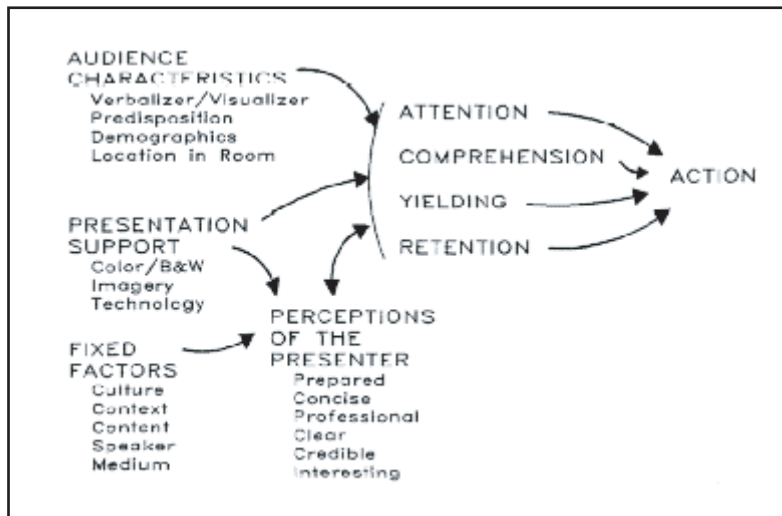 AUDIENCE
CHARACTERISTICS
Verbalizer/Visualizer
Predisposition
Demographics
Location in Room
PRESENTATION
SUPPORT
Color/B&W
Imagery
Technology
FIXED
FACTORS
Culture
Context
Content
Speaker
Medium
PERCEPTIONS
OF THE
PRESENTER
Prepared
Concise
Professional
Clear
Credible
Interesting
ATTENTION
COMPREHENSION
YIELDING
RETENTION
ACTION